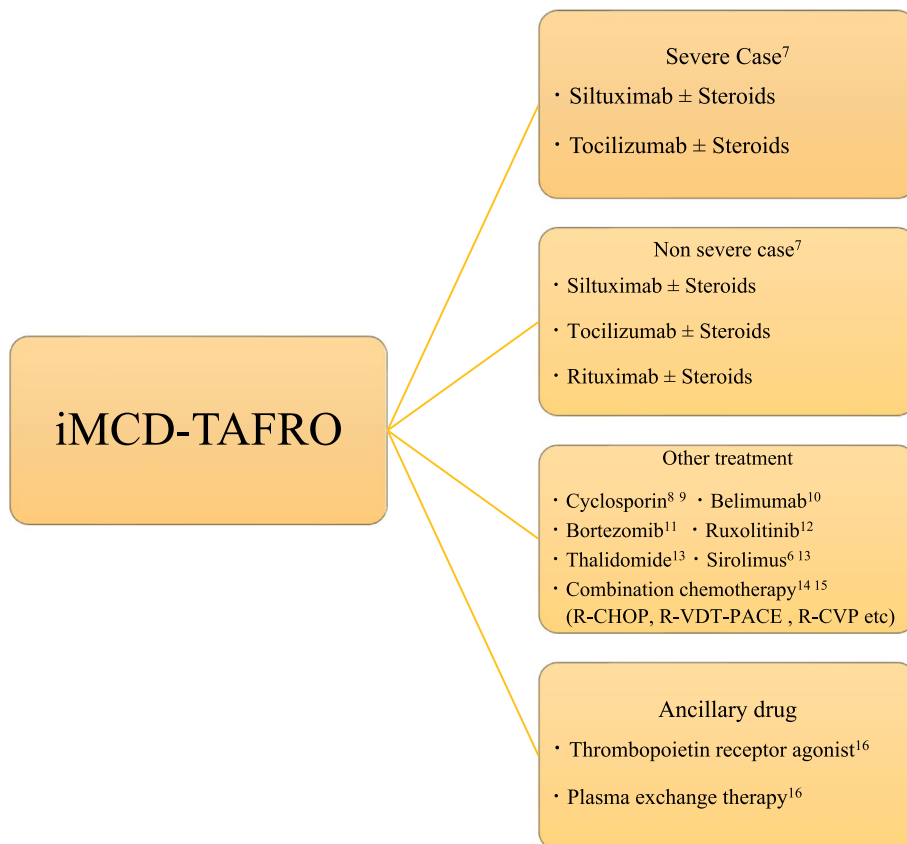 iMCD-TAFRO
Severe Case⁷
・Siltuximab ± Steroids
・Tocilizumab ± Steroids
Non severe case⁷
・Siltuximab ± Steroids
・Tocilizumab ± Steroids
・Rituximab ± Steroids
Other treatment
・Cyclosporin⁸ ⁹ ・Belimumab¹⁰
・Bortezomib¹¹ ・Ruxolitinib¹²
・Thalidomide¹³ ・Sirolimus⁶ ¹³
・Combination chemotherapy¹⁴ ¹⁵
(R-CHOP, R-VDT-PACE , R-CVP etc)
Ancillary drug
・Thrombopoietin receptor agonist¹⁶
・Plasma exchange therapy¹⁶